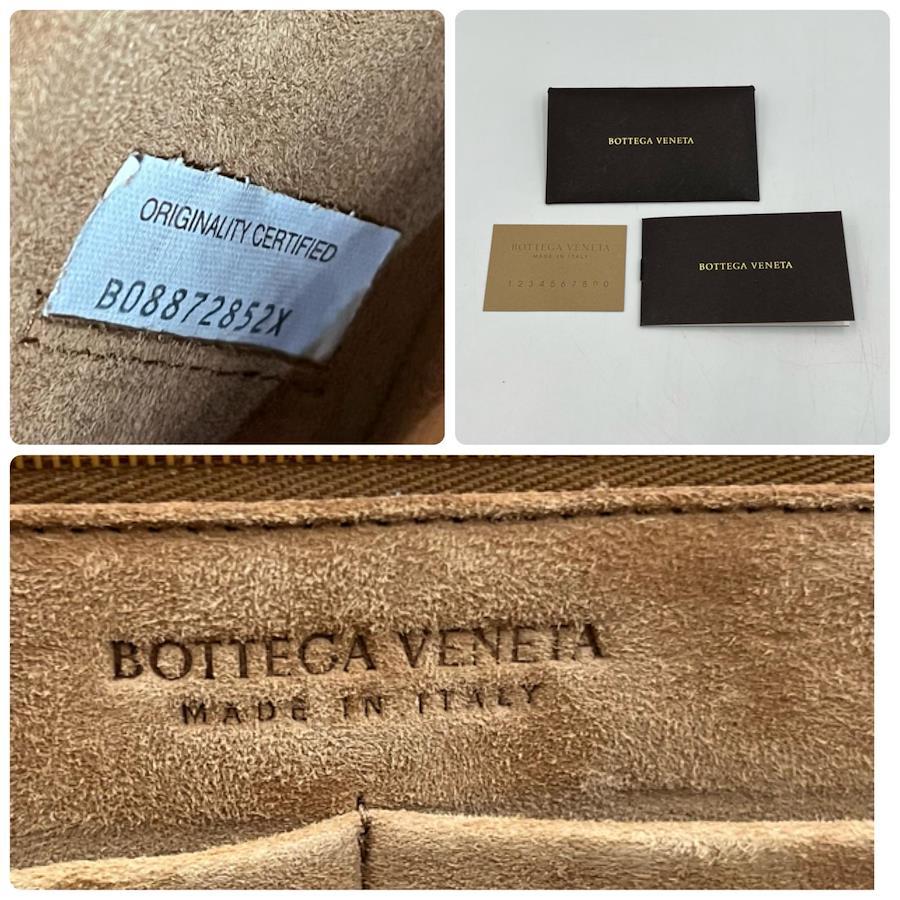 ORIGINALITY CERTIFIED
B08872852X
BOTTEGA VENETA
BOTTEGA VENETA
MADE IN ITALY
1234567890
BOTTEGA VENETA
BOTTEGA VENETA
MADE IN ITALY